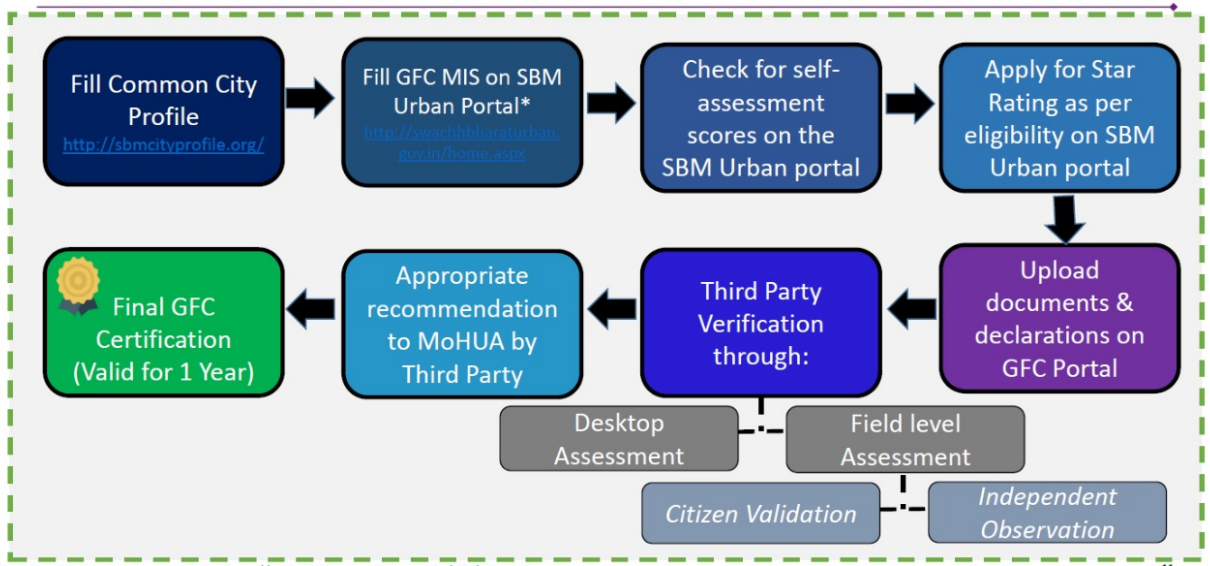 Fill Common City
Profile
http://sbmcityprofile.org/
Fill GFC MIS on SBM
Urban Portal*
http://swachhbharaturban.
gov.in/home.aspx
Check for self-
assessment
scores on the
SBM Urban portal
Apply for Star
Rating as per
eligibility on SBM
Urban portal
Upload
documents &
declarations on
GFC Portal
Third Party
Verification
through:
Desktop
Assessment
Field level
Assessment
Citizen Validation
Independent
Observation
Appropriate
recommendation
to MoHUA by
Third Party
Final GFC
Certification
(Valid for 1 Year)